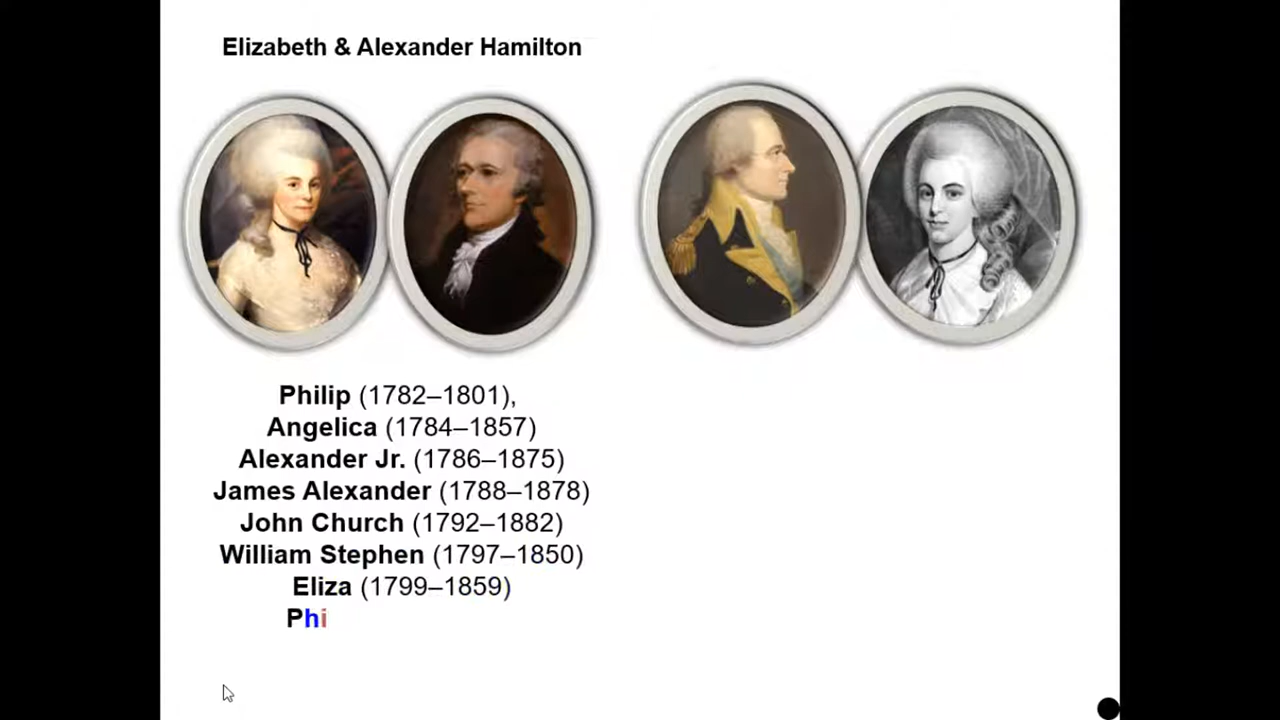 Elizabeth & Alexander Hamilton
Philip (1782–1801),
Angelica (1784–1857)
Alexander Jr. (1786–1875)
James Alexander (1788–1878)
John Church (1792–1882)
William Stephen (1797–1850)
Eliza (1799–1859)
Phi